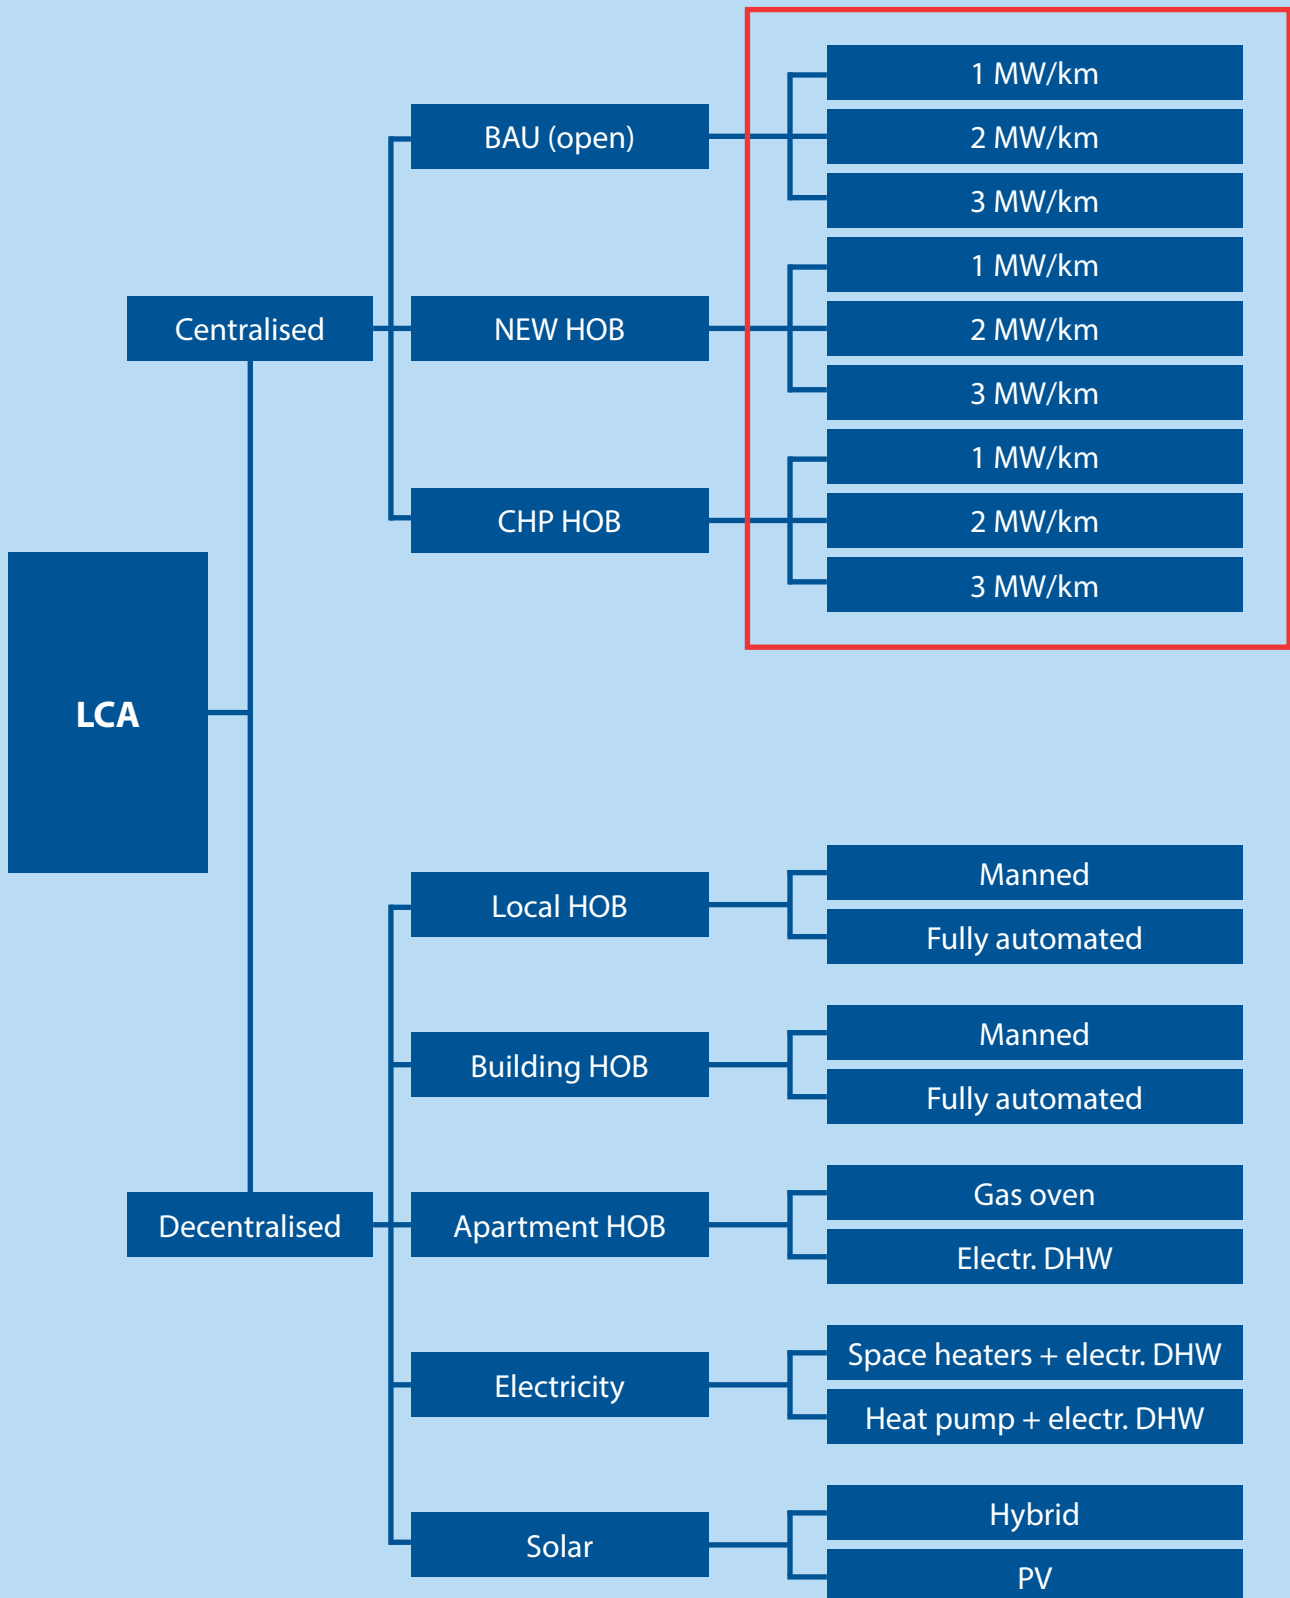 LCA
Centralised
BAU (open)
1 MW/km
2 MW/km
3 MW/km
NEW HOB
1 MW/km
2 MW/km
3 MW/km
CHP HOB
1 MW/km
2 MW/km
3 MW/km
Decentralised
Local HOB
Manned
Fully automated
Building HOB
Manned
Fully automated
Apartment HOB
Gas oven
Electr. DHW
Electricity
Space heaters + electr. DHW
Heat pump + electr. DHW
Solar
Hybrid
PV